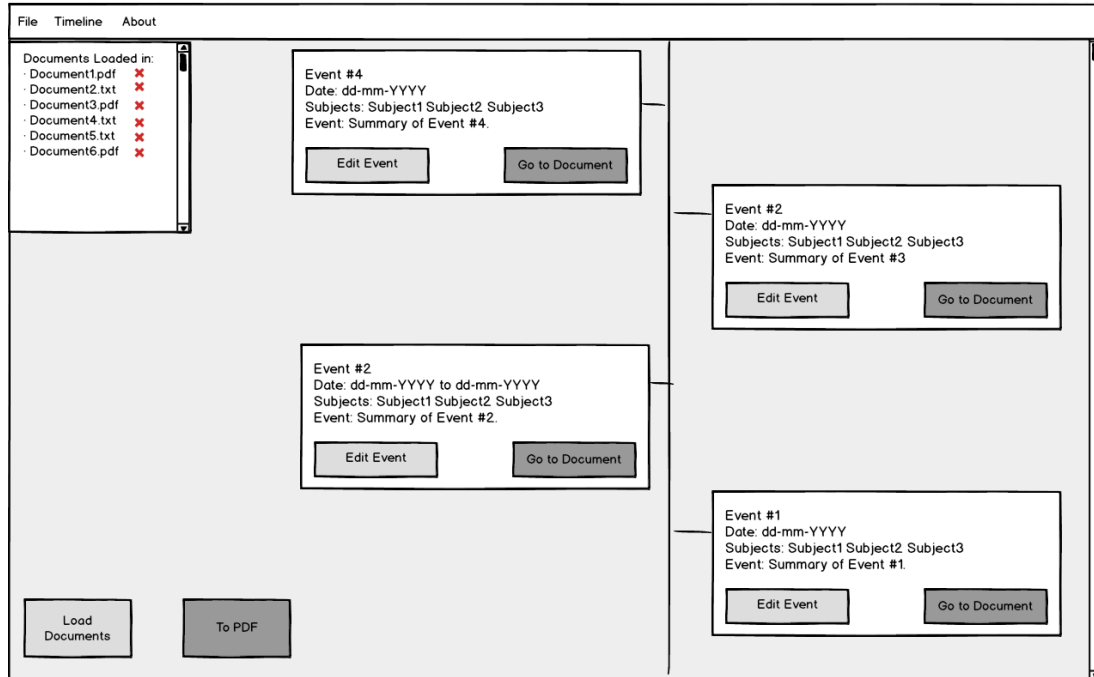 File Timeline About
Documents Loaded in:
· Document1.pdf
· Document2.txt
· Document3.pdf
· Document4.txt
· Document5.txt
· Document6.pdf
Event #4
Date: dd-mm-YYYY
Subjects: Subject1 Subject2 Subject3
Event: Summary of Event #4.
Edit Event
Go to Document
Event #2
Date: dd-mm-YYYY
Subjects: Subject1 Subject2 Subject3
Event: Summary of Event #3
Edit Event
Go to Document
Event #2
Date: dd-mm-YYYY to dd-mm-YYYY
Subjects: Subject1 Subject2 Subject3
Event: Summary of Event #2.
Edit Event
Go to Document
Event #1
Date: dd-mm-YYYY
Subjects: Subject1 Subject2 Subject3
Event: Summary of Event #1.
Edit Event
Go to Document
Load
Documents
To PDF